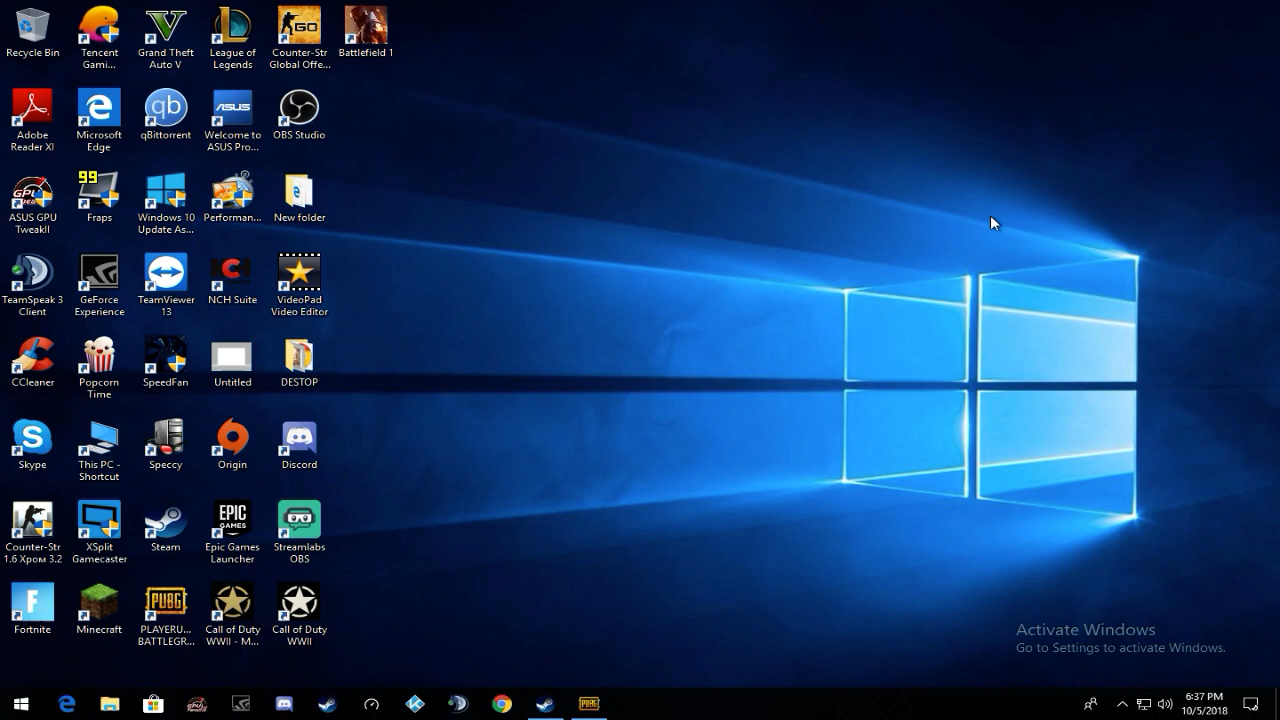 Recycle Bin
Tencent
Gami...
Grand Theft
Auto V
League of
Legends
Counter-Str
Global Offe...
Battlefield 1
GO
Adobe
Reader XI
Microsoft
Edge
qb
qBittorrent
ASUS
Welcome to
ASUS Pro...
OBS Studio
ASUS GPU
TweakII
99
Fraps
Windows 10
Update As...
Performan...
New folder
TeamSpeak 3
Client
GeForce
Experience
TeamViewer
13
NCH Suite
VideoPad
Video Editor
CCleaner
Popcorn
Time
SpeedFan
Untitled
DESTOP
Skype
This PC -
Shortcut
Speccy
Origin
Discord
Counter-Str
1.6 Хром 3.2
XSplit
Gamecaster
Steam
EPIC
GAMES
Epic Games
Launcher
Streamlabs
OBS
Fortnite
Minecraft
PUBG
PLAYERU...
BATTLEGR...
Call of Duty
WWII - M...
Call of Duty
WWII
Activate Windows
Go to Settings to activate Windows.
6:37 PM
10/5/2018